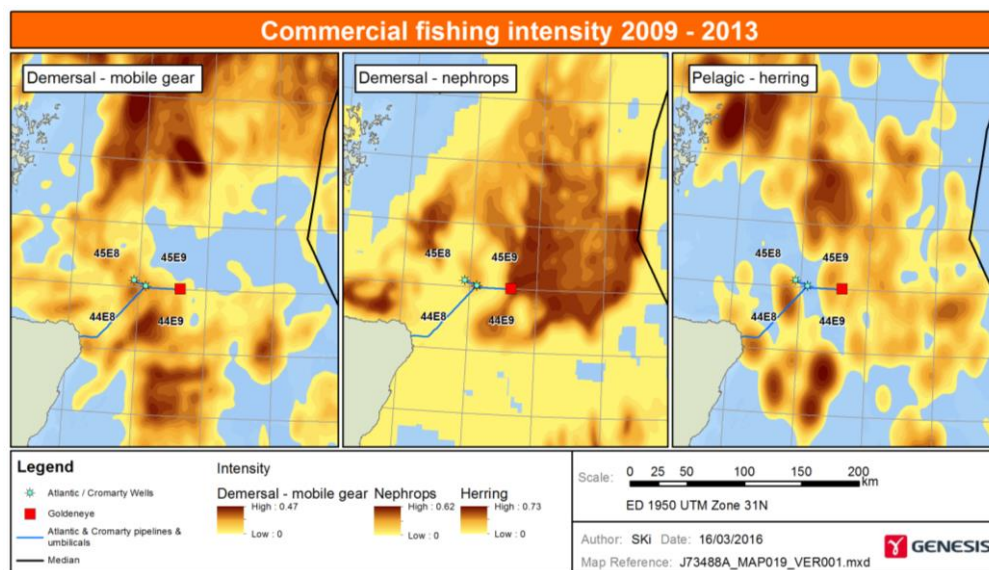 Commercial fishing intensity 2009 - 2013
Demersal - mobile gear
45E8
45E9
44E8
44E9
Demersal - nephrops
45E8
45E9
44E8
44E9
Pelagic - herring
45E8
45E9
44E8
44E9
Legend
Atlantic / Cromarty Wells
Goldeneye
Atlantic & Cromarty pipelines &
umbilicals
Median
Intensity
Demersal - mobile gear
High : 0.47
Low : 0
Nephrops
High : 0.62
Low : 0
Herring
High : 0.73
Low : 0
Scale:
0 25 50 100 150 200
km
ED 1950 UTM Zone 31N
Author: SKi Date: 16/03/2016
Map Reference: J73488A_MAP019_VER001.mxd
GENESIS